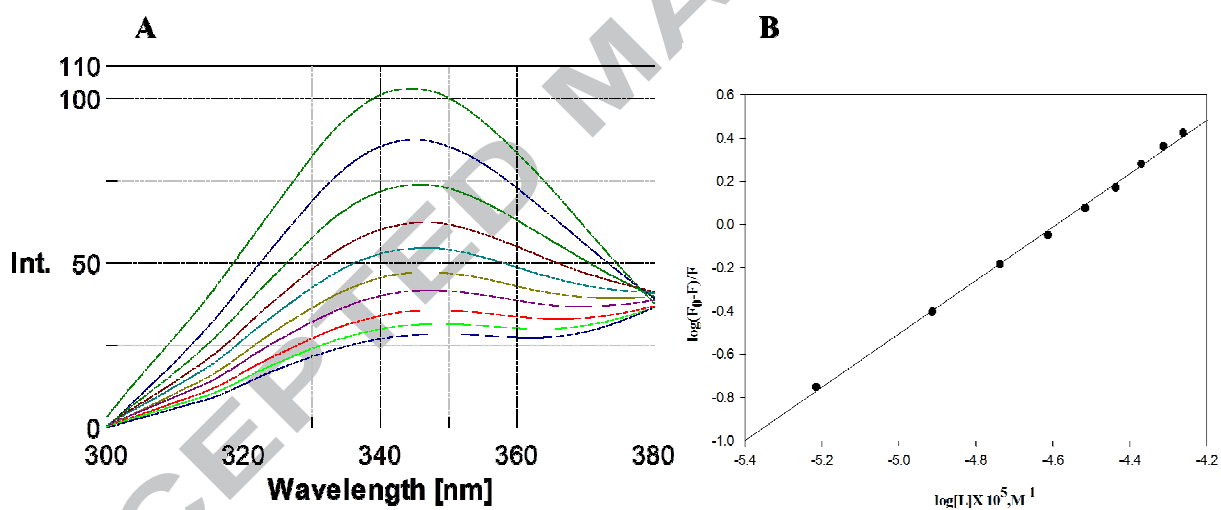 A
110
100
50
0
Int.
300 320 340 360 380
Wavelength [nm]
CEPTED MA
B
0.6
0.4
0.2
0.0
-0.2
-0.4
-0.6
-0.8
-1.0
log(F0-F)/F
-5.4 -5.2 -5.0 -4.8 -4.6 -4.4 -4.2
log[L]X 10^5,M^1